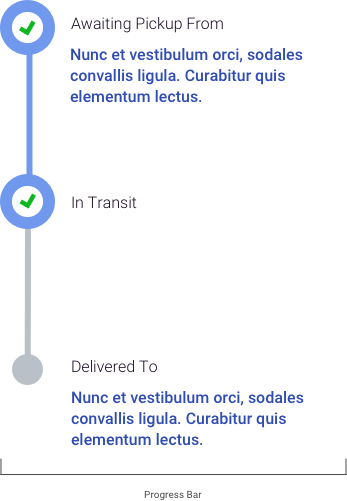 Awaiting Pickup From
Nunc et vestibulum orci, sodales
convallis ligula. Curabitur quis
elementum lectus.
In Transit
Delivered To
Nunc et vestibulum orci, sodales
convallis ligula. Curabitur quis
elementum lectus.
Progress Bar